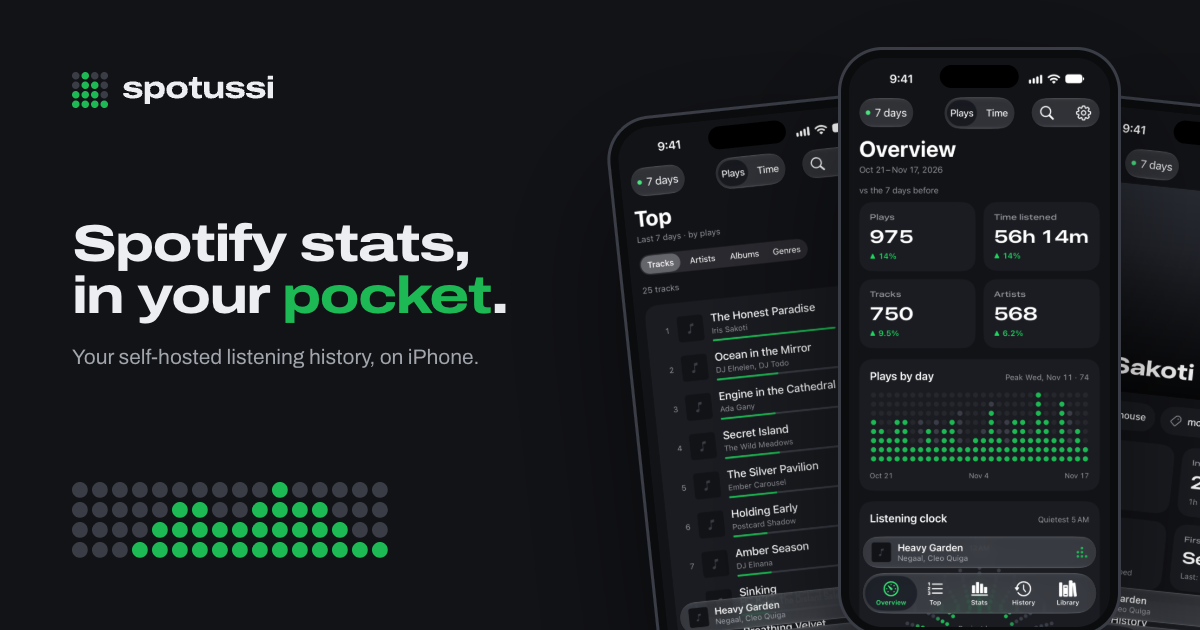 spotussi
Spotify stats,
in your pocket.
Your self-hosted listening history, on iPhone.
9:41
7 days
Plays
Time
Top
Last 7 days · by plays
Tracks
Artists
Albums
Genres
25 tracks
1
The Honest Paradise
Iris Sakoti
2
Ocean in the Mirror
DJ Elneien, DJ Todo
3
Engine in the Cathedral
Ada Gany
4
Secret Island
The Wild Meadows
5
The Silver Pavilion
Ember Carousel
6
Holding Early
Postcard Shadow
7
Amber Season
DJ Elnana
Sinking
Heavy Garden
Negaal, Cleo Quiga
Breathing Velvet
9:41
7 days
Plays
Time
Overview
Oct 21–Nov 17, 2026
vs the 7 days before
Plays
975
▲ 14%
Time listened
56h 14m
▲ 14%
Tracks
750
▲ 9.5%
Artists
568
▲ 6.2%
Plays by day
Peak Wed, Nov 11 · 74
Oct 21
Nov 4
Nov 17
Listening clock
Quietest 5 AM
Heavy Garden
Negaal, Cleo Quiga
Overview
Top
Stats
History
Library
9:41
7 days
Sakoti
History